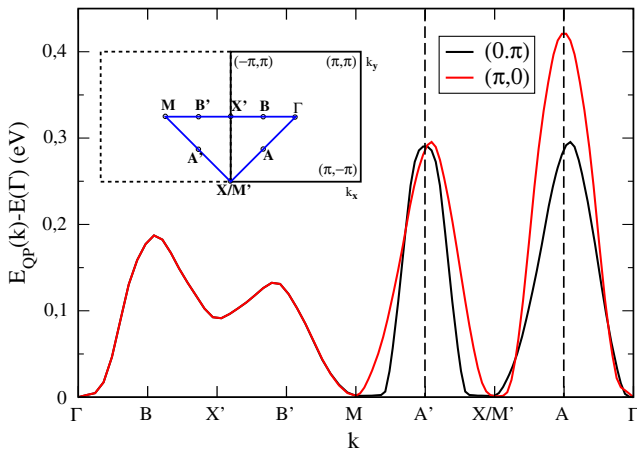 0,4
0,3
0,2
0,1
0
E_QP(k)-E(Γ) (eV)
(-π,π)
(π,π)
k_y
M
B'
X'
B
Γ
A'
A
(π,-π)
X/M'
k_x
(0.π)
(π,0)
Γ
B
X'
B'
M
A'
X/M'
A
Γ
k